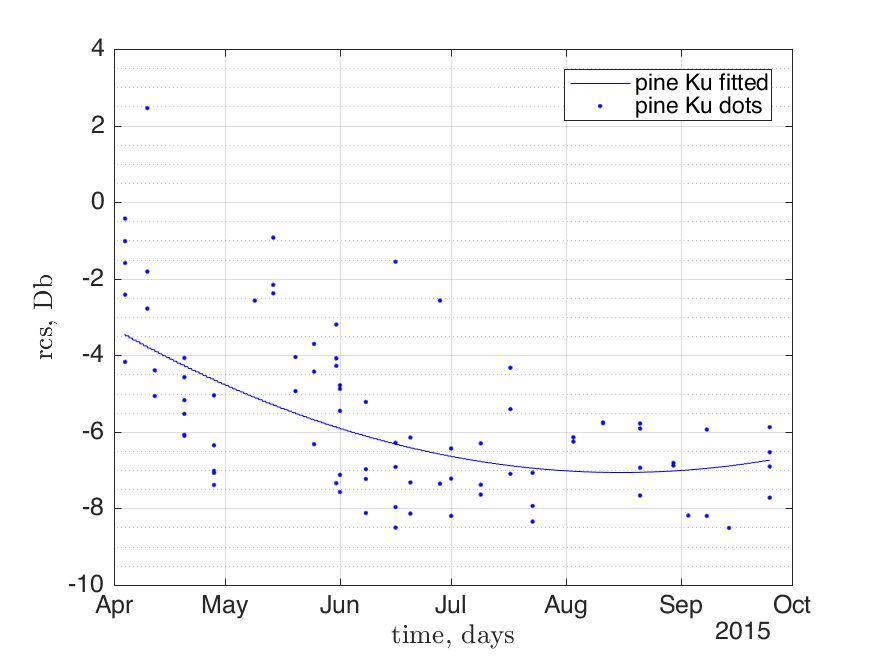 4
2
0
-2
-4
-6
-8
-10
rcs, Db
pine Ku fitted
pine Ku dots
Apr May Jun Jul Aug Sep Oct
2015
time, days